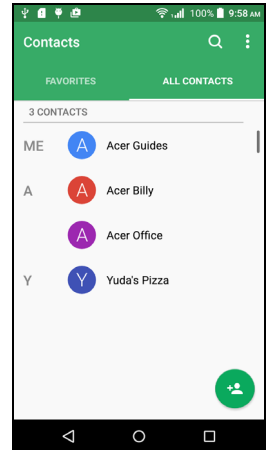 100% 9:58 AM
Contacts
FAVORITES ALL CONTACTS
3 CONTACTS
ME A Acer Guides
A A Acer Billy
A Acer Office
Y Y Yuda's Pizza